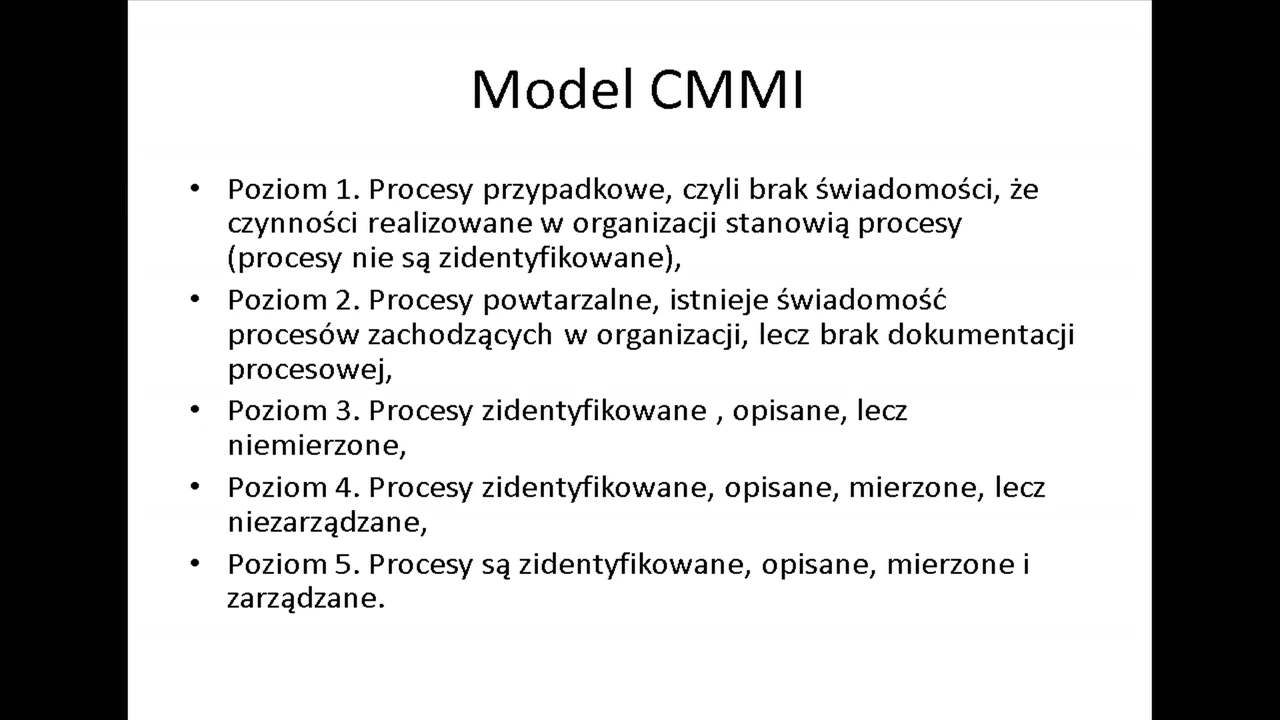 Model CMMI
• Poziom 1. Procesy przypadkowe, czyli brak świadomości, że
czynności realizowane w organizacji stanowią procesy
(procesy nie są zidentyfikowane),
• Poziom 2. Procesy powtarzalne, istnieje świadomość
procesów zachodzących w organizacji, lecz brak dokumentacji
procesowej,
• Poziom 3. Procesy zidentyfikowane , opisane, lecz
niemierzone,
• Poziom 4. Procesy zidentyfikowane, opisane, mierzone, lecz
niezarządzane,
• Poziom 5. Procesy są zidentyfikowane, opisane, mierzone i
zarządzane.